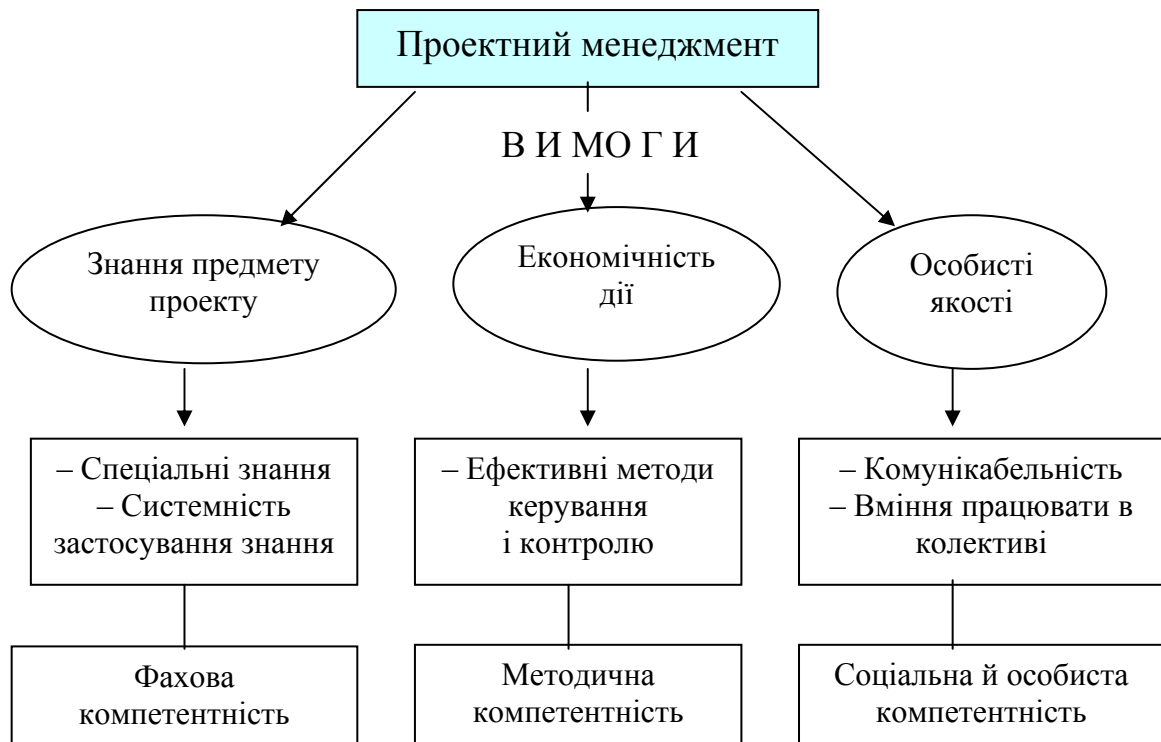 Проектний менеджмент
В И МО Г И
Знання предмету
проекту
Економічність
дії
Особисті
якості
– Спеціальні знання
– Системність
застосування знання
– Ефективні методи
керування
і контролю
– Комунікабельність
– Вміння працювати в
колективі
Фахова
компетентність
Методична
компетентність
Соціальна й особиста
компетентність